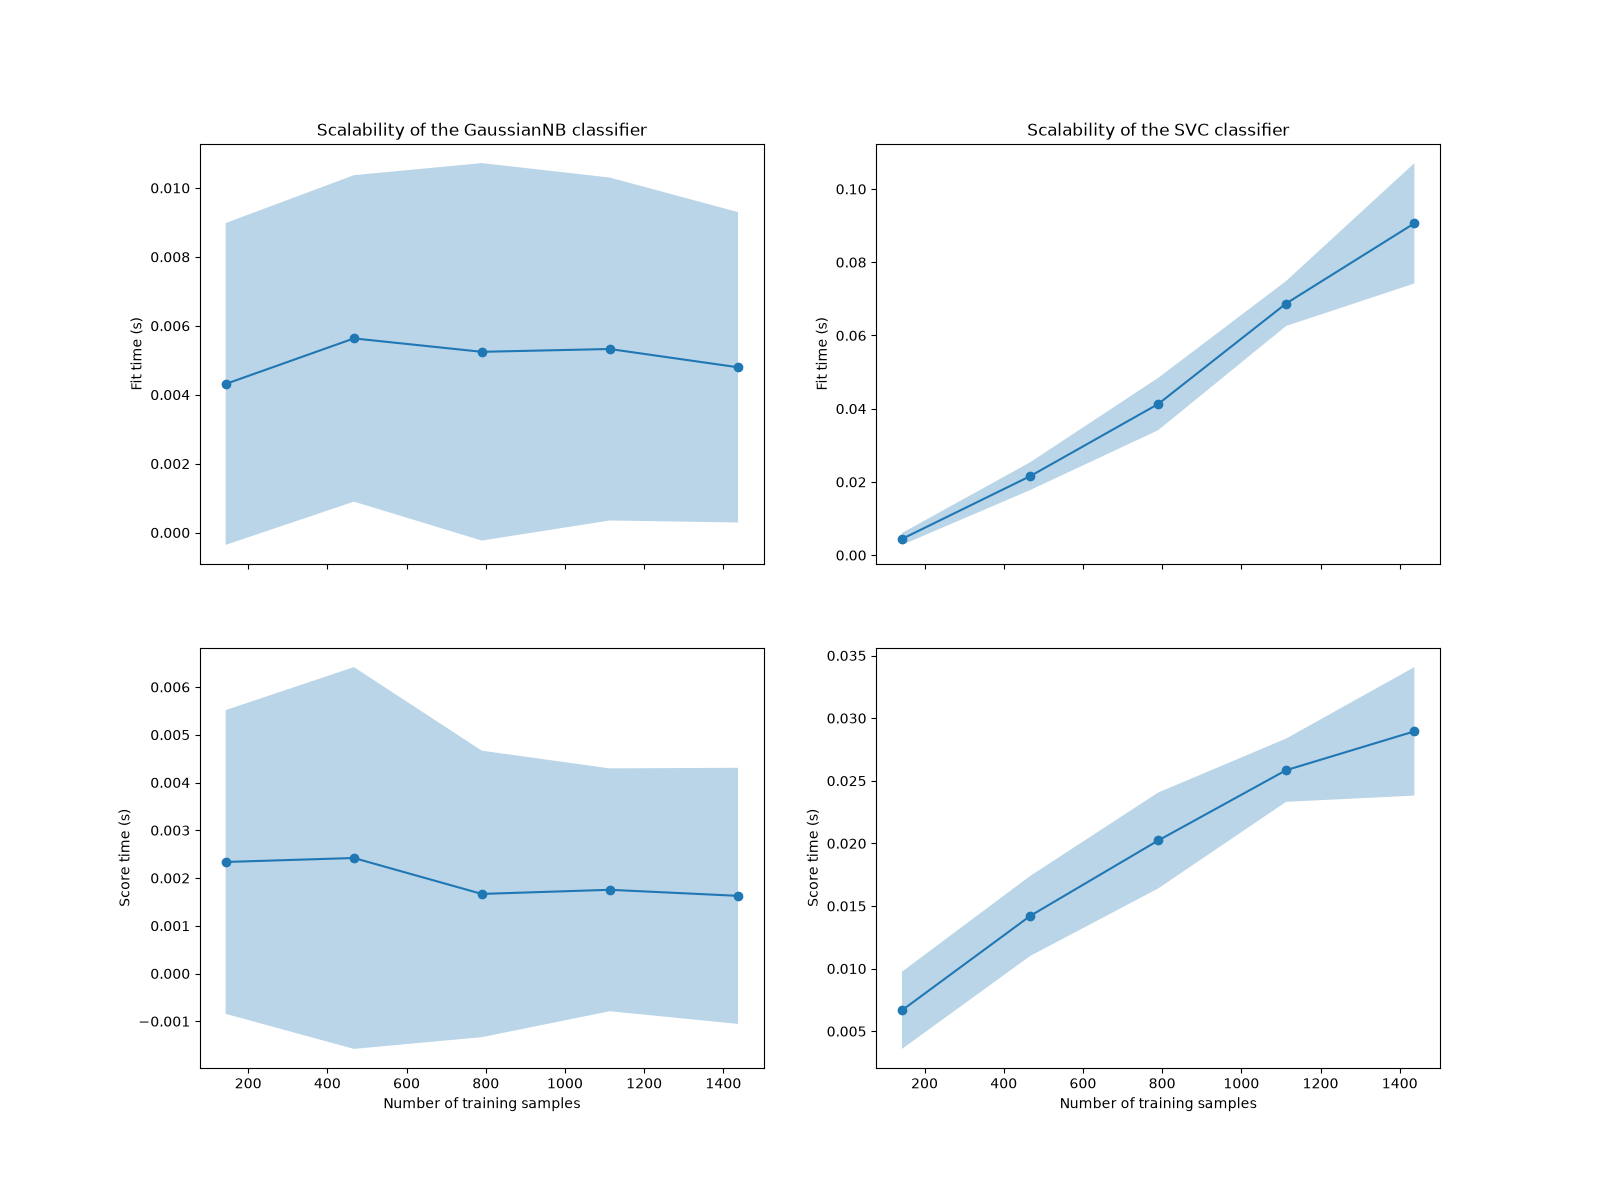 Scalability of the GaussianNB classifier
Fit time (s)
0.010
0.008
0.006
0.004
0.002
0.000
Scalability of the SVC classifier
Fit time (s)
0.10
0.08
0.06
0.04
0.02
0.00
Score time (s)
0.006
0.005
0.004
0.003
0.002
0.001
0.000
−0.001
200 400 600 800 1000 1200 1400
Number of training samples
Score time (s)
0.035
0.030
0.025
0.020
0.015
0.010
0.005
200 400 600 800 1000 1200 1400
Number of training samples